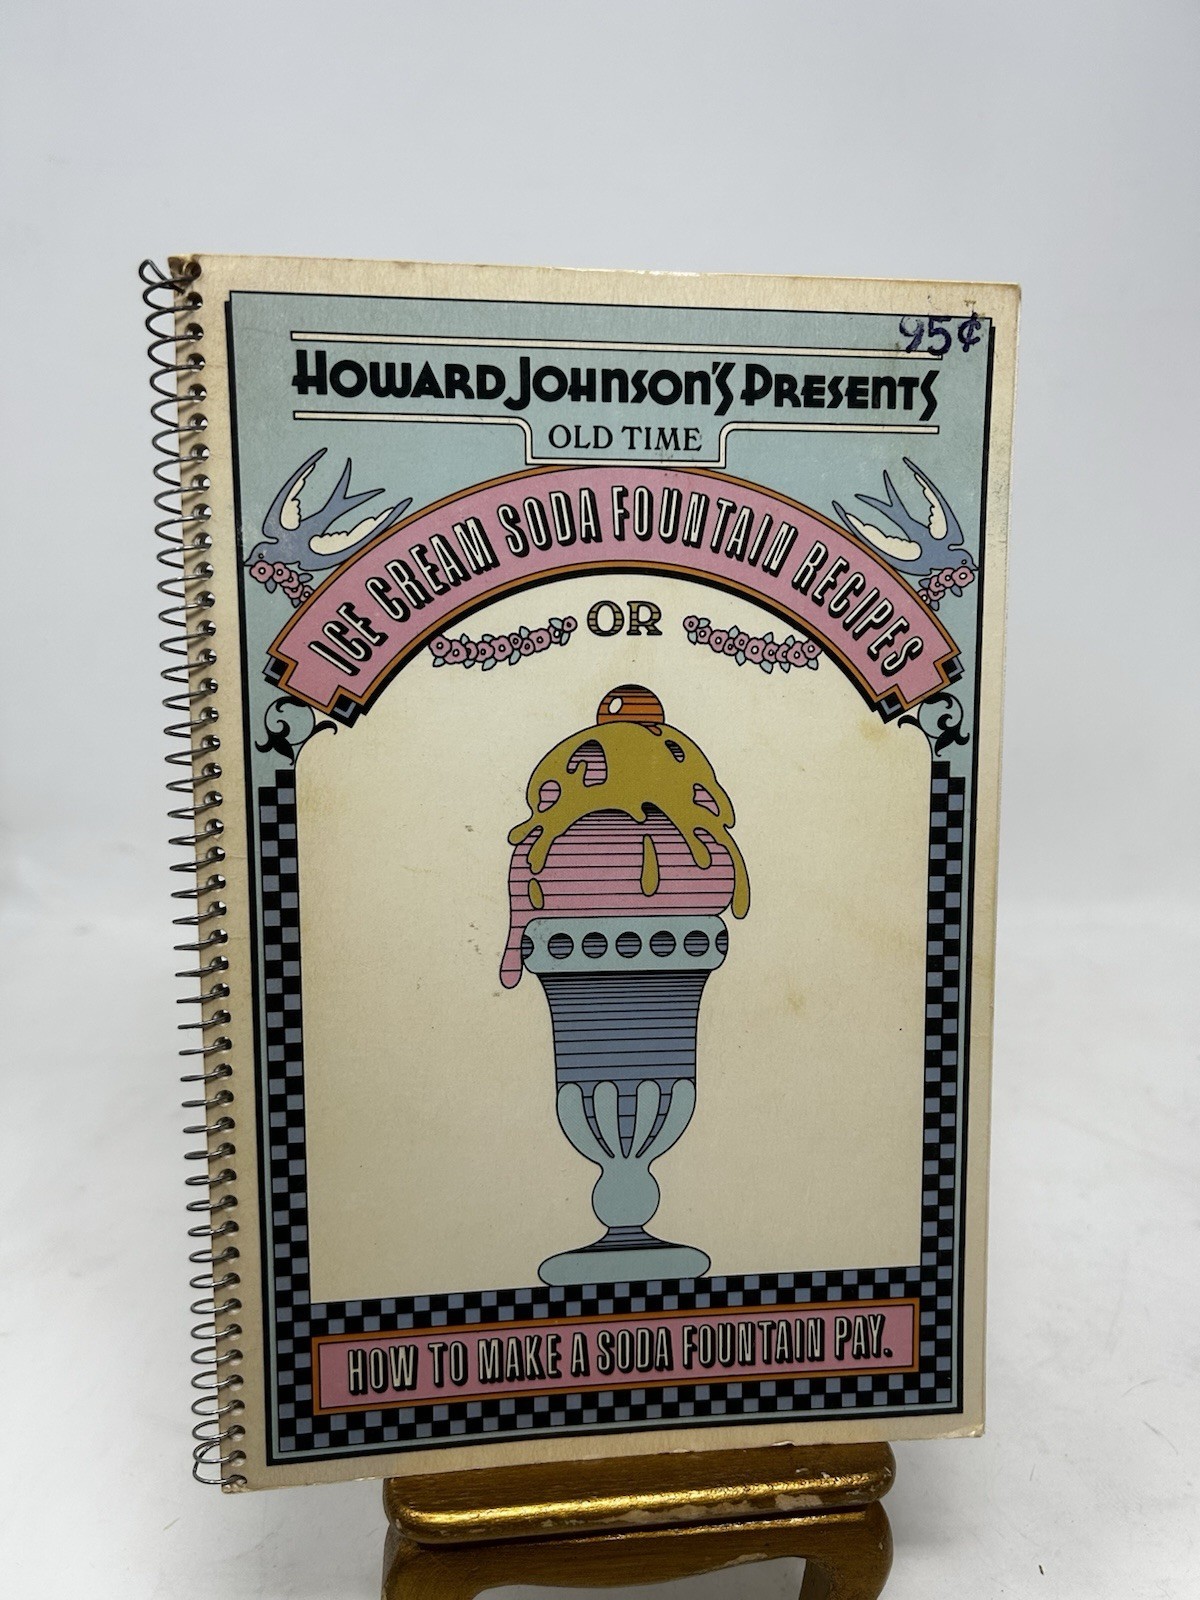 95¢
HOWARD JOHNSON'S PRESENTS
OLD TIME
ICE CREAM SODA FOUNTAIN RECIPES
OR
HOW TO MAKE A SODA FOUNTAIN PAY.